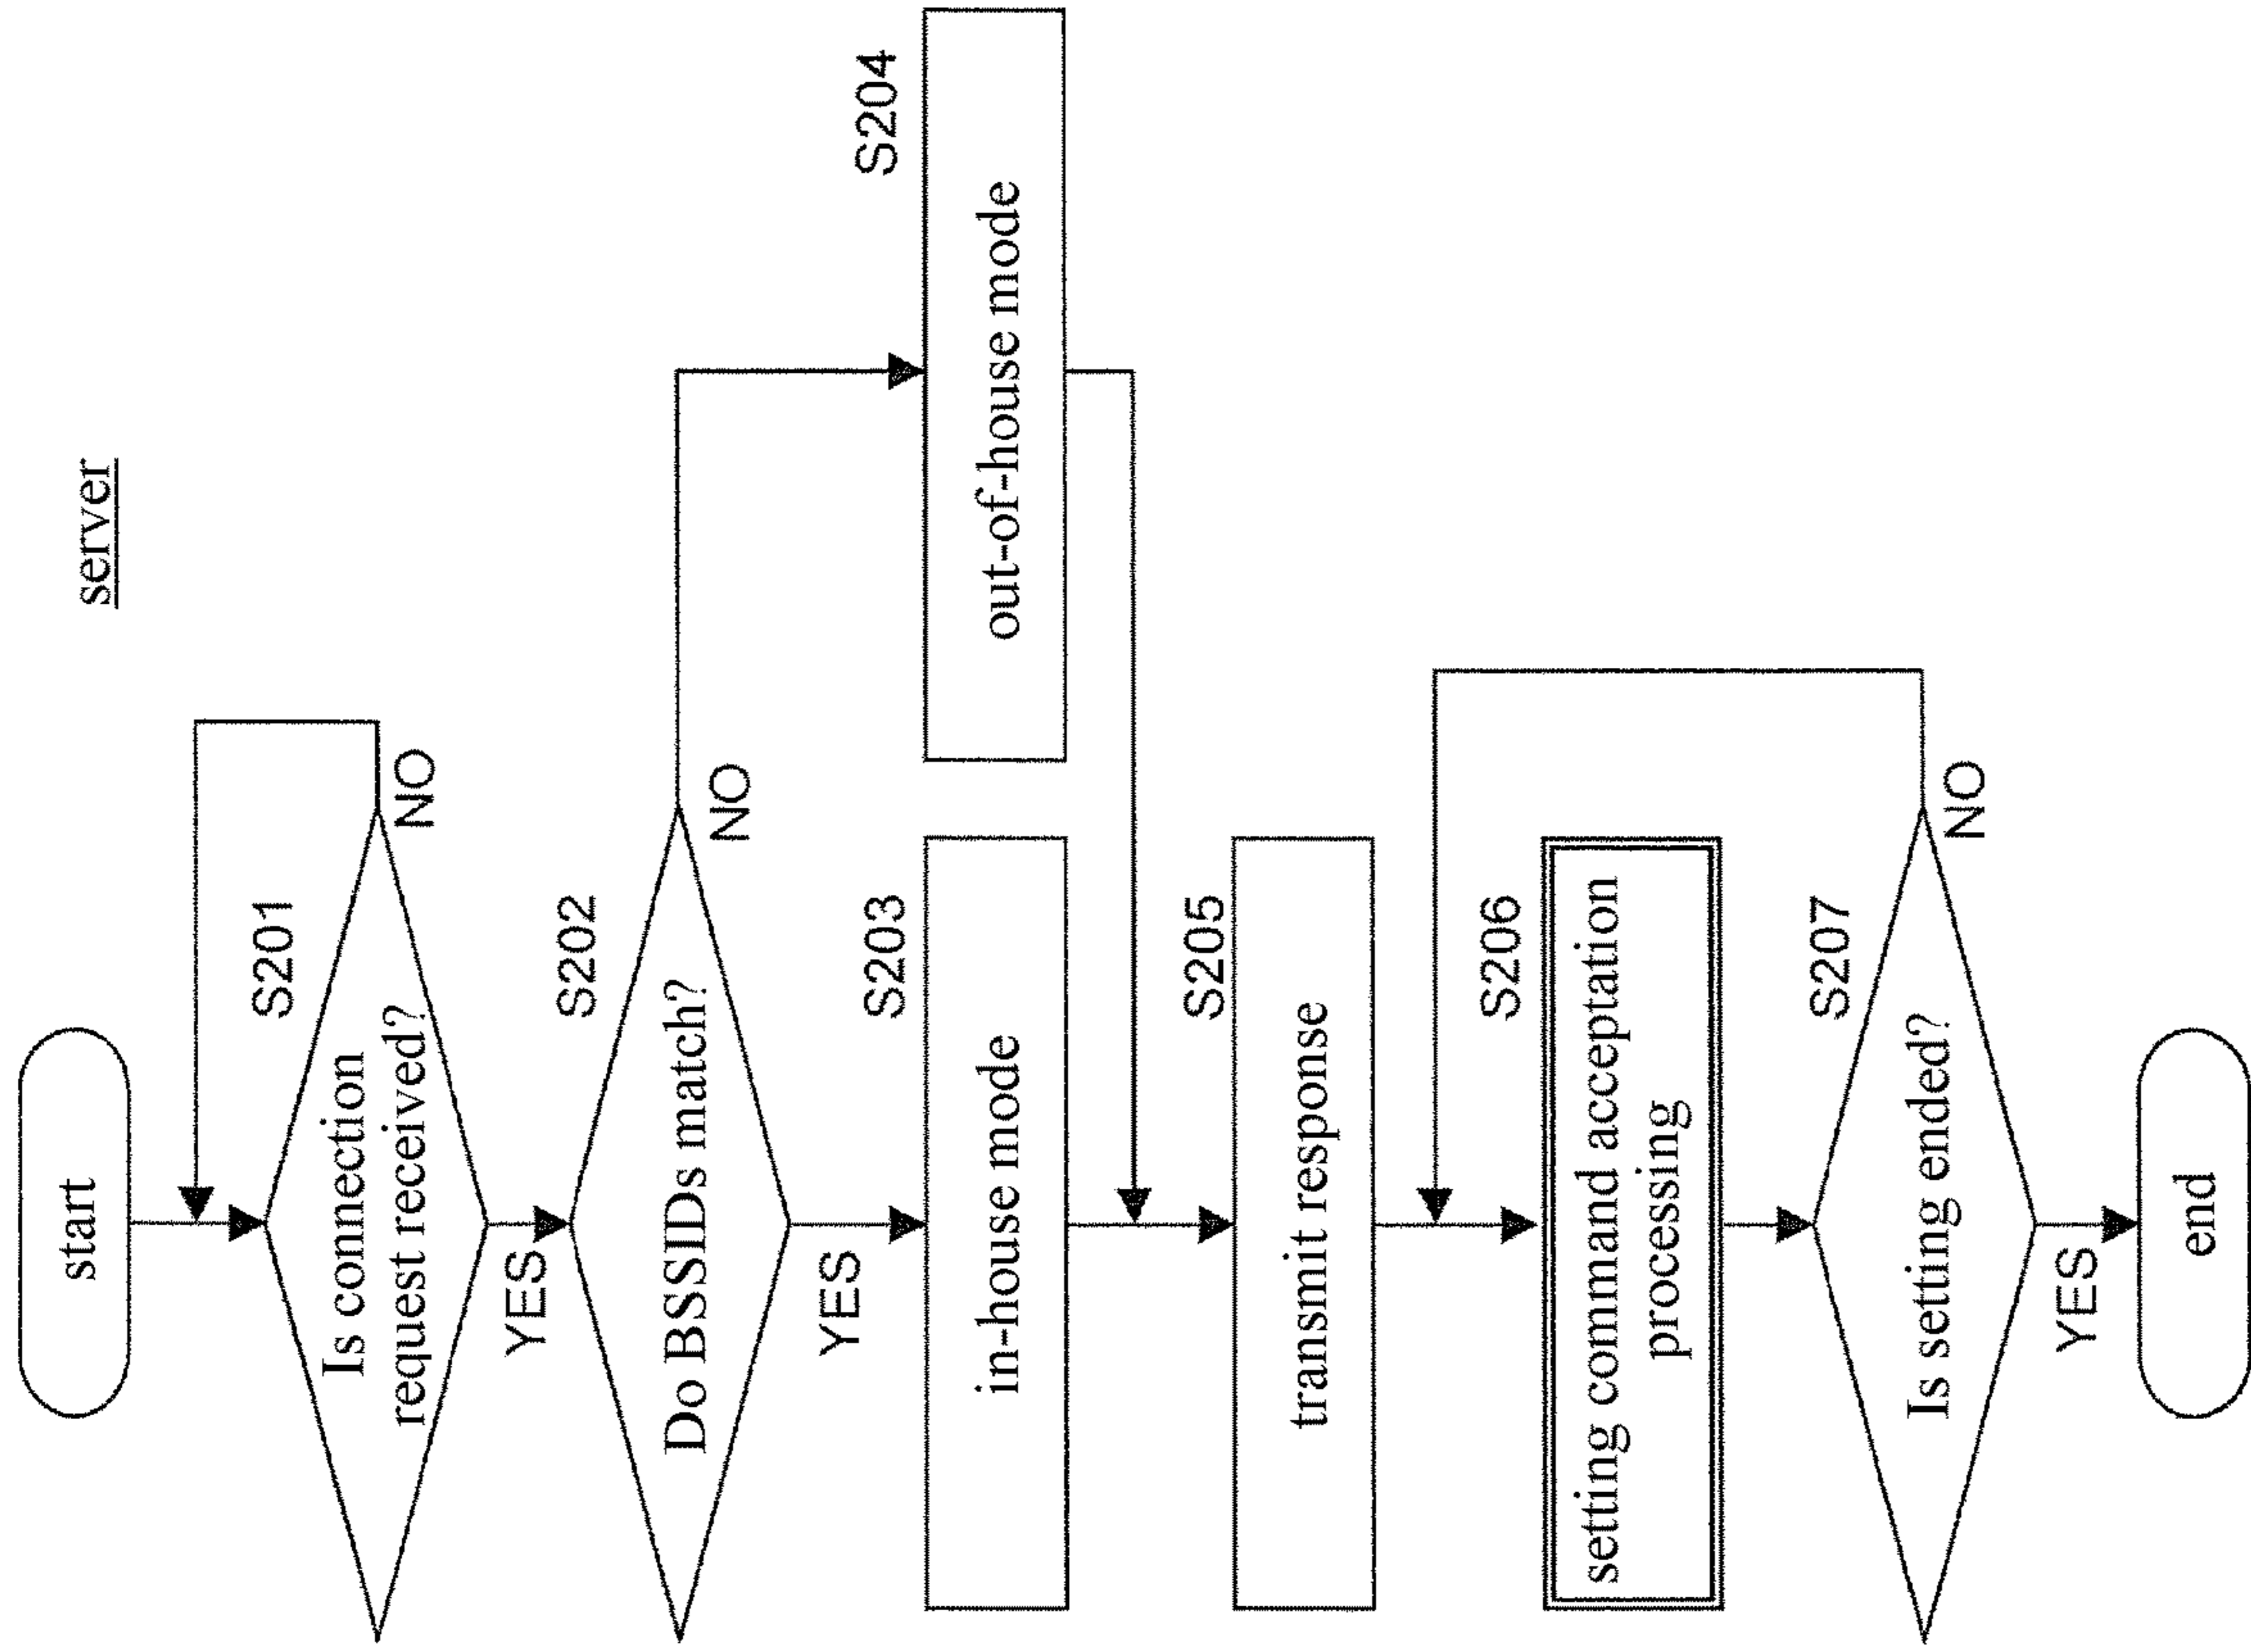 server
start
S201
Is connection
request received?
NO
YES
S202
Do BSSIDs match?
NO
YES
S203
in-house mode
S204
out-of-house mode
S205
transmit response
S206
setting command acceptation
processing
S207
Is setting ended?
NO
YES
end